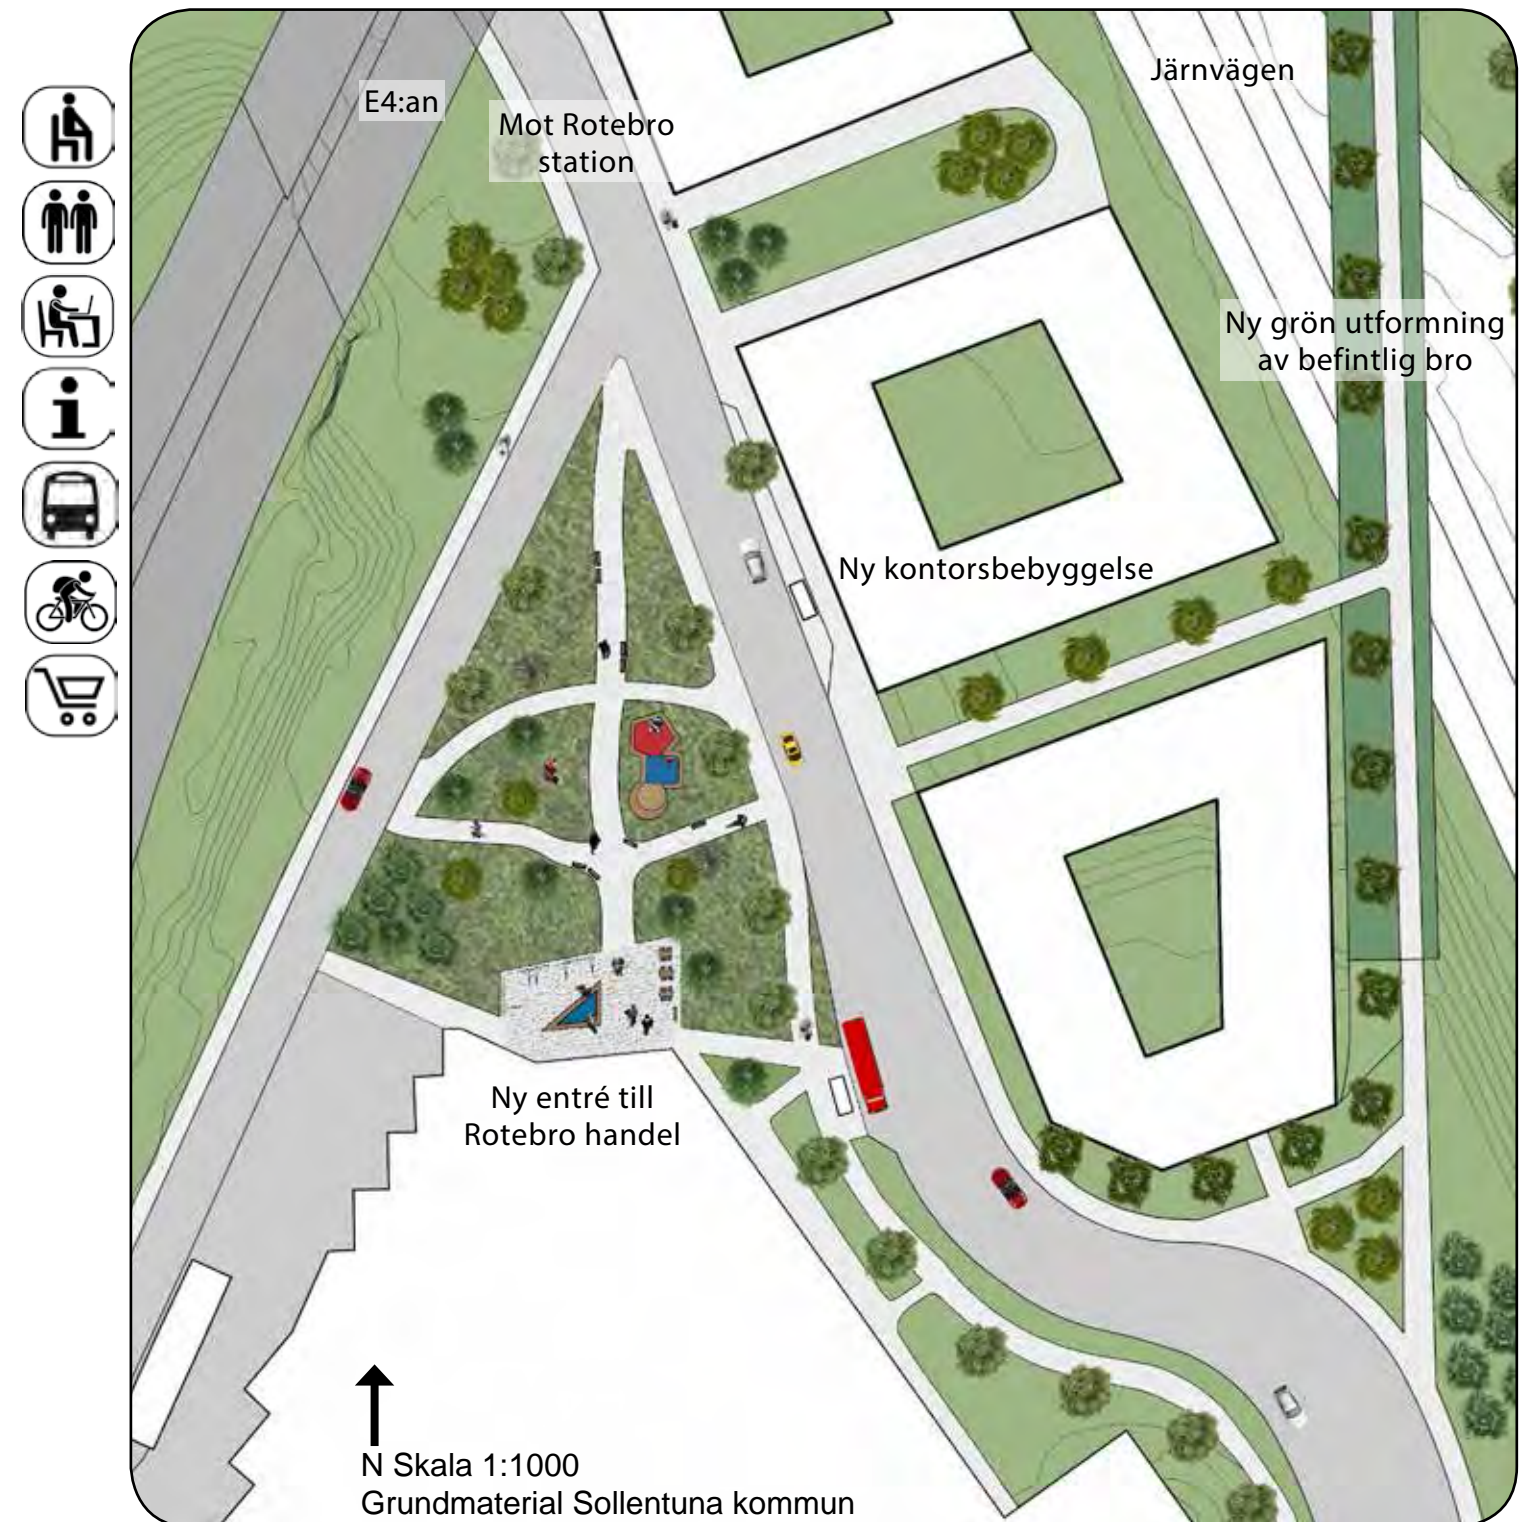 E4:an
Mot Rotebro
station
Järnvägen
Ny grön utformning
av befintlig bro
Ny kontorsbebyggelse
Ny entré till
Rotebro handel
N Skala 1:1000
Grundmaterial Sollentuna kommun